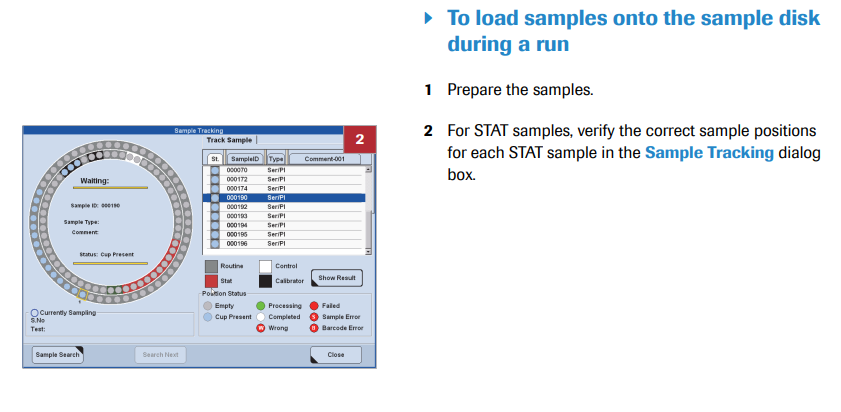 ▶ To load samples onto the sample disk
during a run
1 Prepare the samples.
2 For STAT samples, verify the correct sample positions
for each STAT sample in the Sample Tracking dialog
box.
Sample Tracking
2
Track Sample
St. SampleID Type Comment-001
000070 Ser/Pl
000172 Ser/Pl
000174 Ser/Pl
000190 Ser/Pl
000192 Ser/Pl
000193 Ser/Pl
000194 Ser/Pl
000195 Ser/Pl
000196 Ser/Pl
Waiting:
Sample ID: 000190
Sample Type:
Comment:
Status: Cup Present
1
Routine Control
Stat Calibrator
Show Result
Position Status
Empty Processing Failed
Cup Present Completed S Sample Error
W Wrong B Barcode Error
Currently Sampling
S.No
Test:
Sample Search Search Next Close